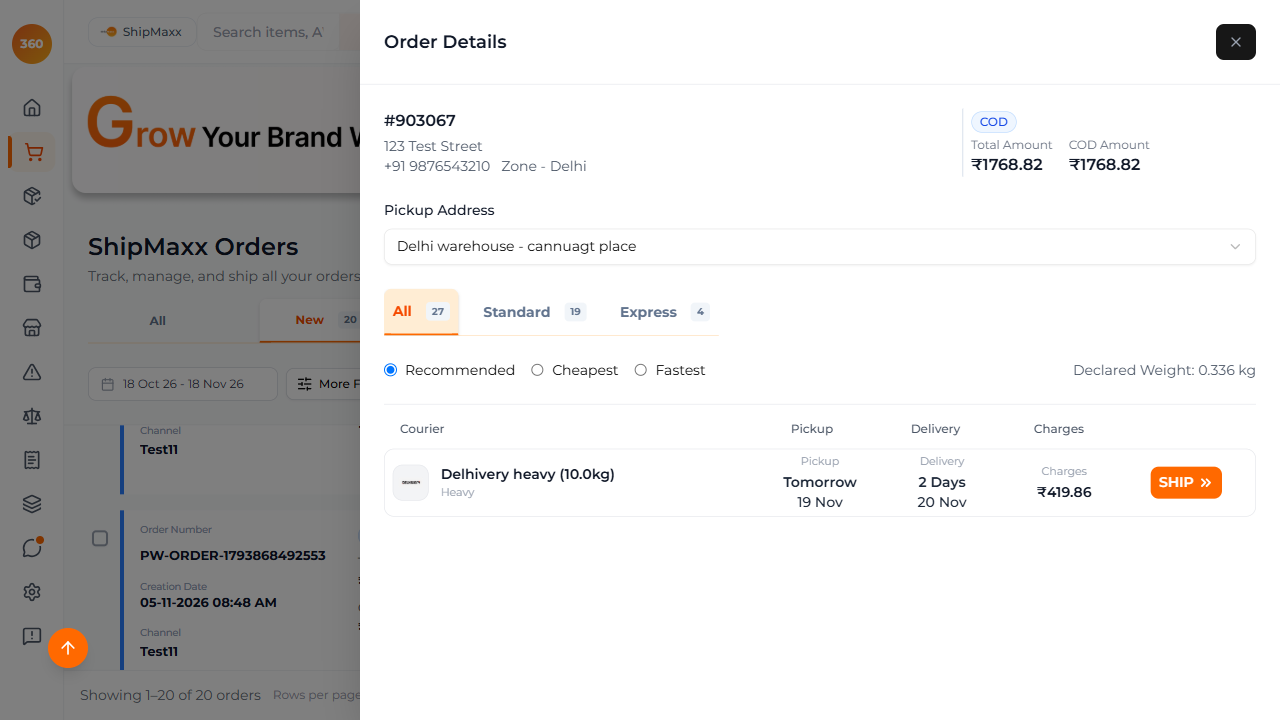 360
ShipMaxx
Search items, A
Grow Your Brand W
ShipMaxx Orders
Track, manage, and ship all your orders
All
New 20
18 Oct 26 - 18 Nov 26
More F
Channel
Test11
Order Number
PW-ORDER-1793868492553
Creation Date
05-11-2026 08:48 AM
Channel
Test11
Showing 1–20 of 20 orders
Rows per page
Order Details
#903067
123 Test Street
+91 9876543210 Zone - Delhi
COD
Total Amount COD Amount
₹1768.82 ₹1768.82
Pickup Address
Delhi warehouse - cannuagt place
All 27 Standard 19 Express 4
Recommended Cheapest Fastest
Declared Weight: 0.336 kg
Courier Pickup Delivery Charges
Delhivery heavy (10.0kg)
Heavy
Pickup
Tomorrow
19 Nov
Delivery
2 Days
20 Nov
Charges
₹419.86
SHIP